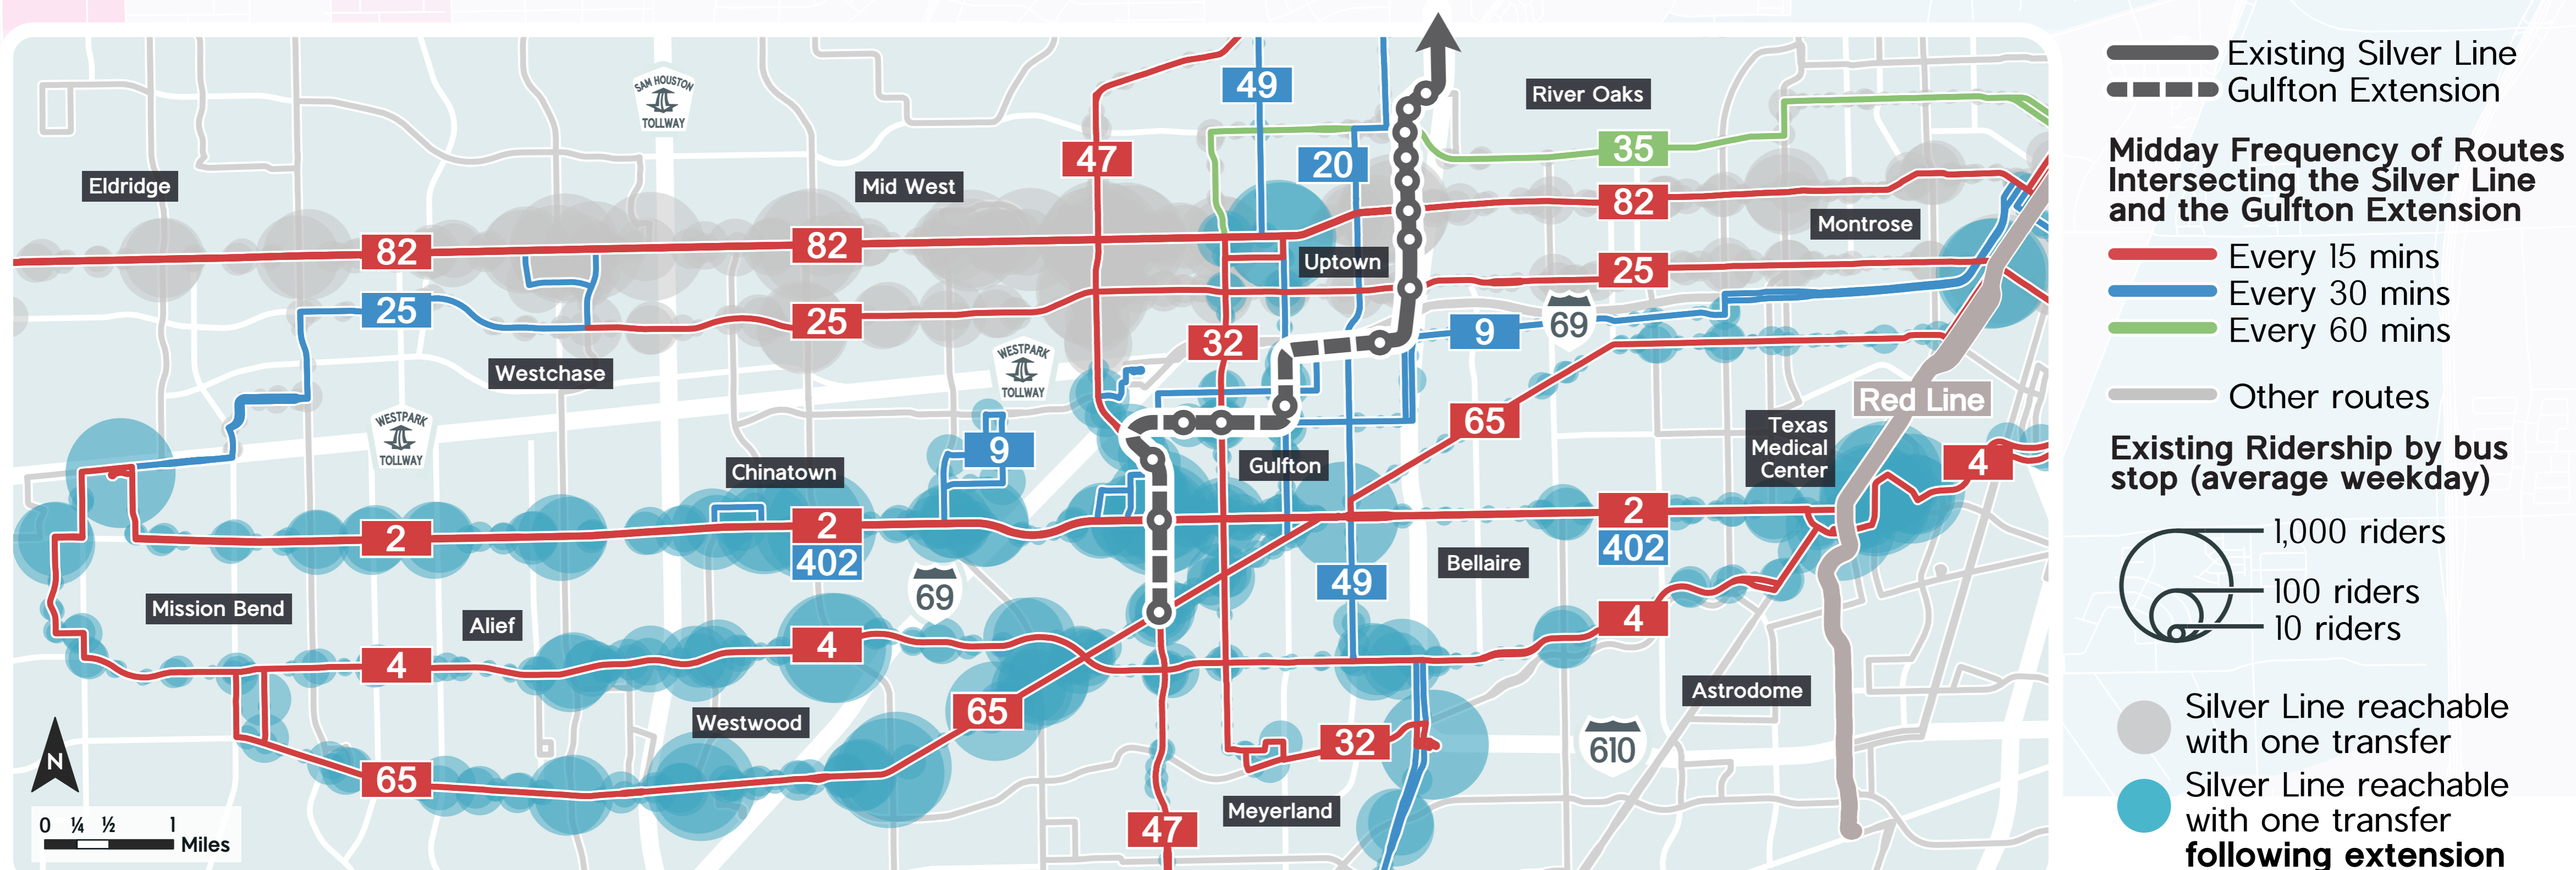 SAM HOUSTON
TOLLWAY
49
River Oaks
47
20
35
Eldridge
Mid West
82
Montrose
82
82
Uptown
25
25
25
32
9
69
Westchase
WESTPARK
TOLLWAY
Red Line
WESTPARK
TOLLWAY
65
Texas
Medical
Center
9
Chinatown
Gulfton
4
2
2
402
2
402
Bellaire
69
49
Mission Bend
Alief
4
4
4
65
Astrodome
Westwood
32
610
N
65
Meyerland
47
0 ¼ ½ 1
Miles
Existing Silver Line
Gulfton Extension
Midday Frequency of Routes
Intersecting the Silver Line
and the Gulfton Extension
Every 15 mins
Every 30 mins
Every 60 mins
Other routes
Existing Ridership by bus
stop (average weekday)
1,000 riders
100 riders
10 riders
Silver Line reachable
with one transfer
Silver Line reachable
with one transfer
following extension